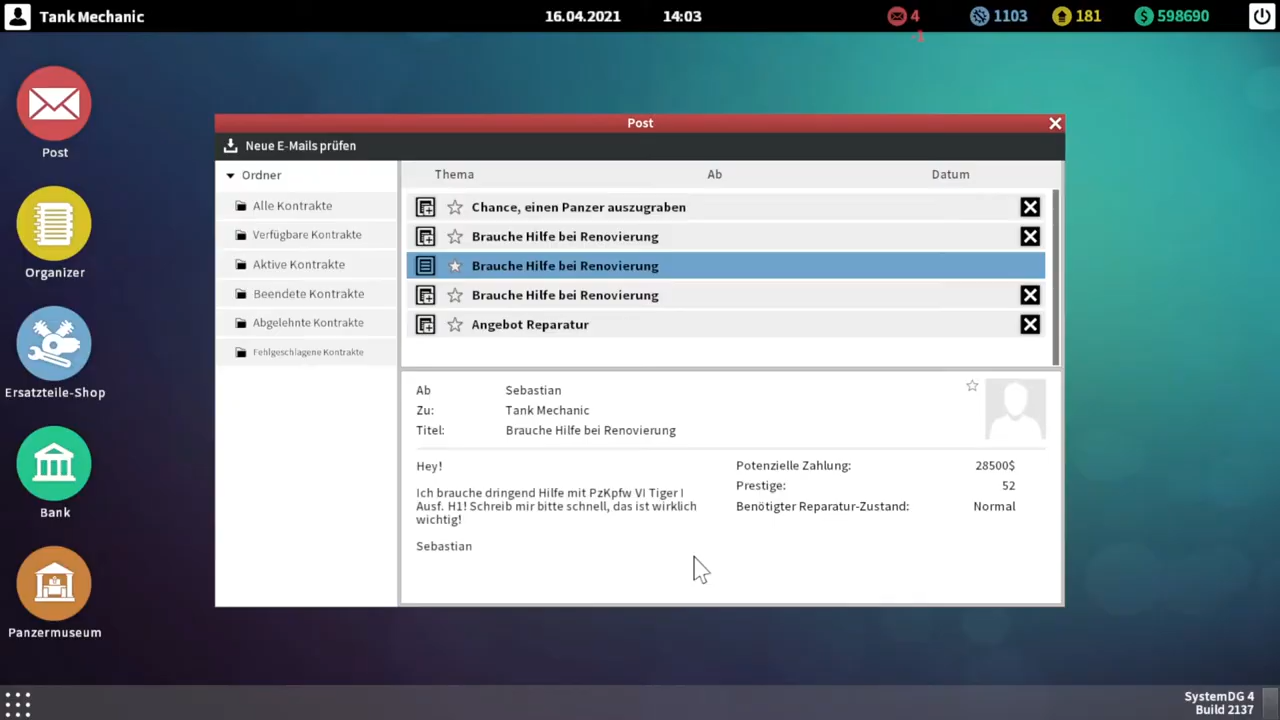 Tank Mechanic
16.04.2021
14:03
4
-1
1103
181
598690
Post
Organizer
Ersatzteile-Shop
Bank
Panzermuseum
Post
Neue E-Mails prüfen
Ordner
Alle Kontrakte
Verfügbare Kontrakte
Aktive Kontrakte
Beendete Kontrakte
Abgelehnte Kontrakte
Fehlgeschlagene Kontrakte
Thema Ab Datum
Chance, einen Panzer auszugraben
Brauche Hilfe bei Renovierung
Brauche Hilfe bei Renovierung
Brauche Hilfe bei Renovierung
Angebot Reparatur
Ab Sebastian
Zu: Tank Mechanic
Titel: Brauche Hilfe bei Renovierung
Hey!
Ich brauche dringend Hilfe mit PzKpfw VI Tiger I
Ausf. H1! Schreib mir bitte schnell, das ist wirklich
wichtig!
Sebastian
Potenzielle Zahlung: 28500$
Prestige: 52
Benötigter Reparatur-Zustand: Normal
SystemDG 4
Build 2137